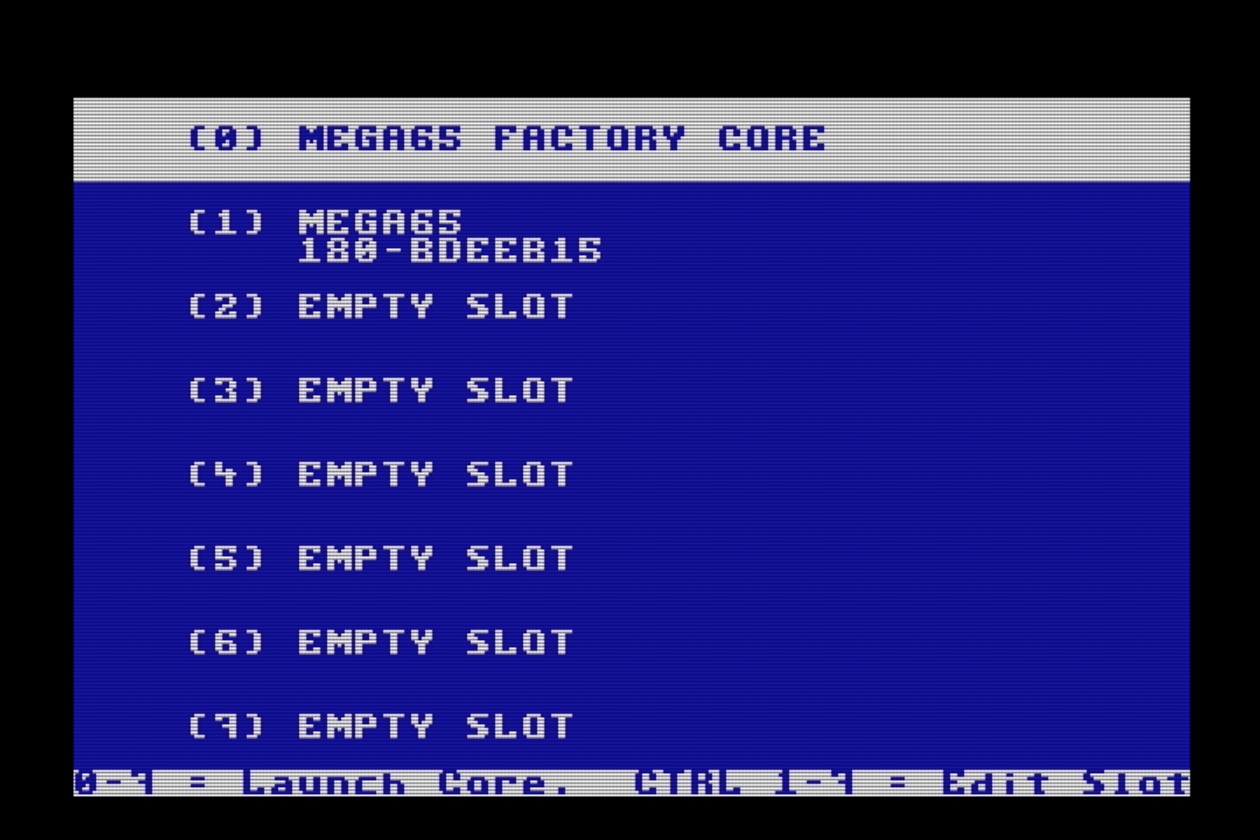 (0) MEGA65 FACTORY CORE
(1) MEGA65
180-BDEEB15
(2) EMPTY SLOT
(3) EMPTY SLOT
(4) EMPTY SLOT
(5) EMPTY SLOT
(6) EMPTY SLOT
(7) EMPTY SLOT
0-7 = Launch Core.  CTRL 1-7 = Edit Slot